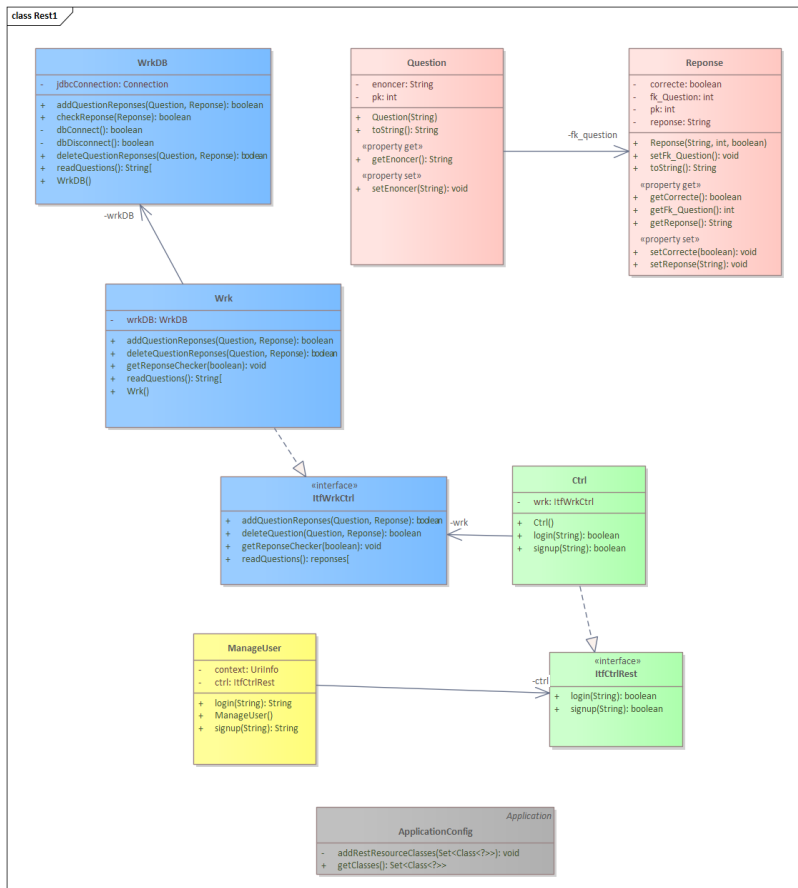 class Rest1
WrkDB
- jdbcConnection: Connection
+ addQuestionReponses(Question, Reponse): boolean
+ checkReponse(Reponse): boolean
- dbConnect(): boolean
- dbDisconnect(): boolean
+ deleteQuestionReponses(Question, Reponse): boolean
+ readQuestions(): String[
+ WrkDB()
Question
- enoncer: String
- pk: int
+ Question(String)
+ toString(): String
«property get»
+ getEnoncer(): String
«property set»
+ setEnoncer(String): void
-fk_question
Reponse
- correcte: boolean
- fk_Question: int
- pk: int
- reponse: String
+ Reponse(String, int, boolean)
+ setFk_Question(): void
+ toString(): String
«property get»
+ getCorrecte(): boolean
+ getFk_Question(): int
+ getReponse(): String
«property set»
+ setCorrecte(boolean): void
+ setReponse(String): void
-wrkDB
Wrk
- wrkDB: WrkDB
+ addQuestionReponses(Question, Reponse): boolean
+ deleteQuestionReponses(Question, Reponse): boolean
+ getReponseChecker(boolean): void
+ readQuestions(): String[
+ Wrk()
«interface»
ItfWrkCtrl
+ addQuestionReponses(Question, Reponse): boolean
+ deleteQuestion(Question, Reponse): boolean
+ getReponseChecker(boolean): void
+ readQuestions(): reponses[
-wrk
Ctrl
- wrk: ItfWrkCtrl
+ Ctrl()
+ login(String): boolean
+ signup(String): boolean
ManageUser
- context: UriInfo
- ctrl: ItfCtrlRest
+ login(String): String
+ ManageUser()
+ signup(String): String
-ctrl
«interface»
ItfCtrlRest
+ login(String): boolean
+ signup(String): boolean
Application
ApplicationConfig
- addRestResourceClasses(Set<Class<?>>): void
+ getClasses(): Set<Class<?>>